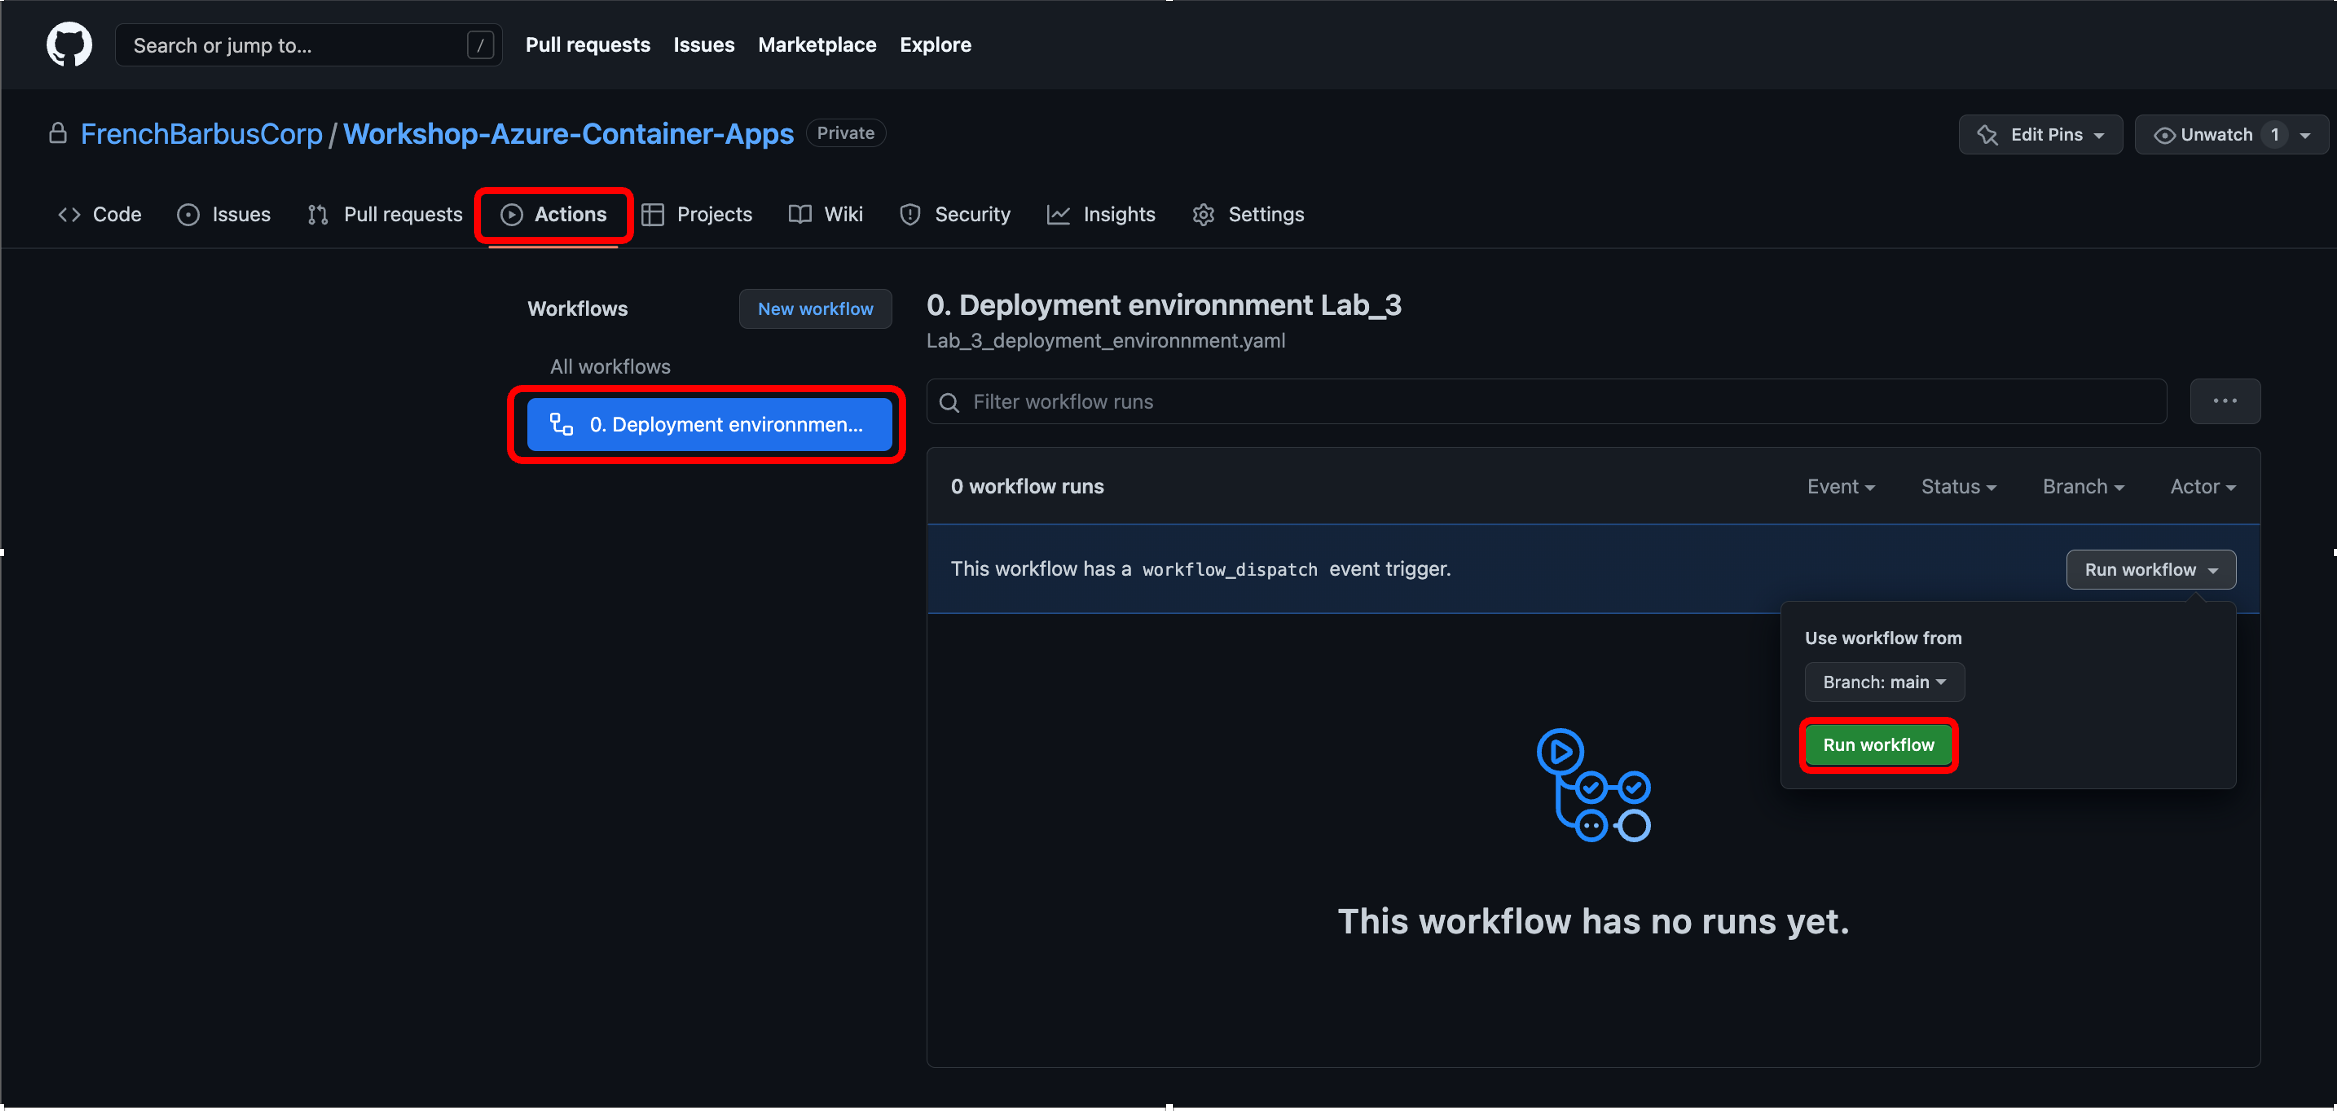 Search or jump to... /
Pull requests Issues Marketplace Explore
FrenchBarbusCorp / Workshop-Azure-Container-Apps Private
Edit Pins Unwatch 1
Code Issues Pull requests Actions Projects Wiki Security Insights Settings
Workflows New workflow
All workflows
0. Deployment environnmen...
0. Deployment environnment Lab_3
Lab_3_deployment_environnment.yaml
Filter workflow runs ...
0 workflow runs Event Status Branch Actor
This workflow has a workflow_dispatch event trigger. Run workflow
Use workflow from
Branch: main
Run workflow
This workflow has no runs yet.